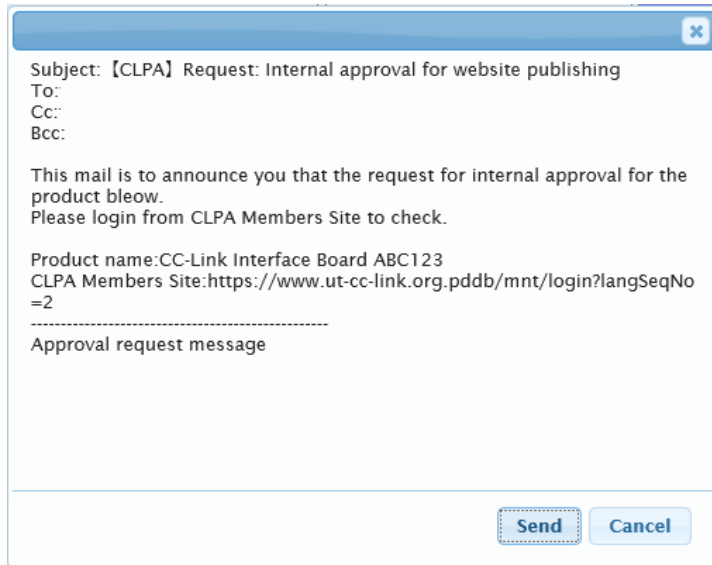 Subject: 【CLPA】Request: Internal approval for website publishing
To:
Cc:
Bcc:
This mail is to announce you that the request for internal approval for the
product bleow.
Please login from CLPA Members Site to check.
Product name:CC-Link Interface Board ABC123
CLPA Members Site:https://www.ut-cc-link.org.pddb/mnt/login?langSeqNo
=2
--------------------------------------------------
Approval request message
Send Cancel